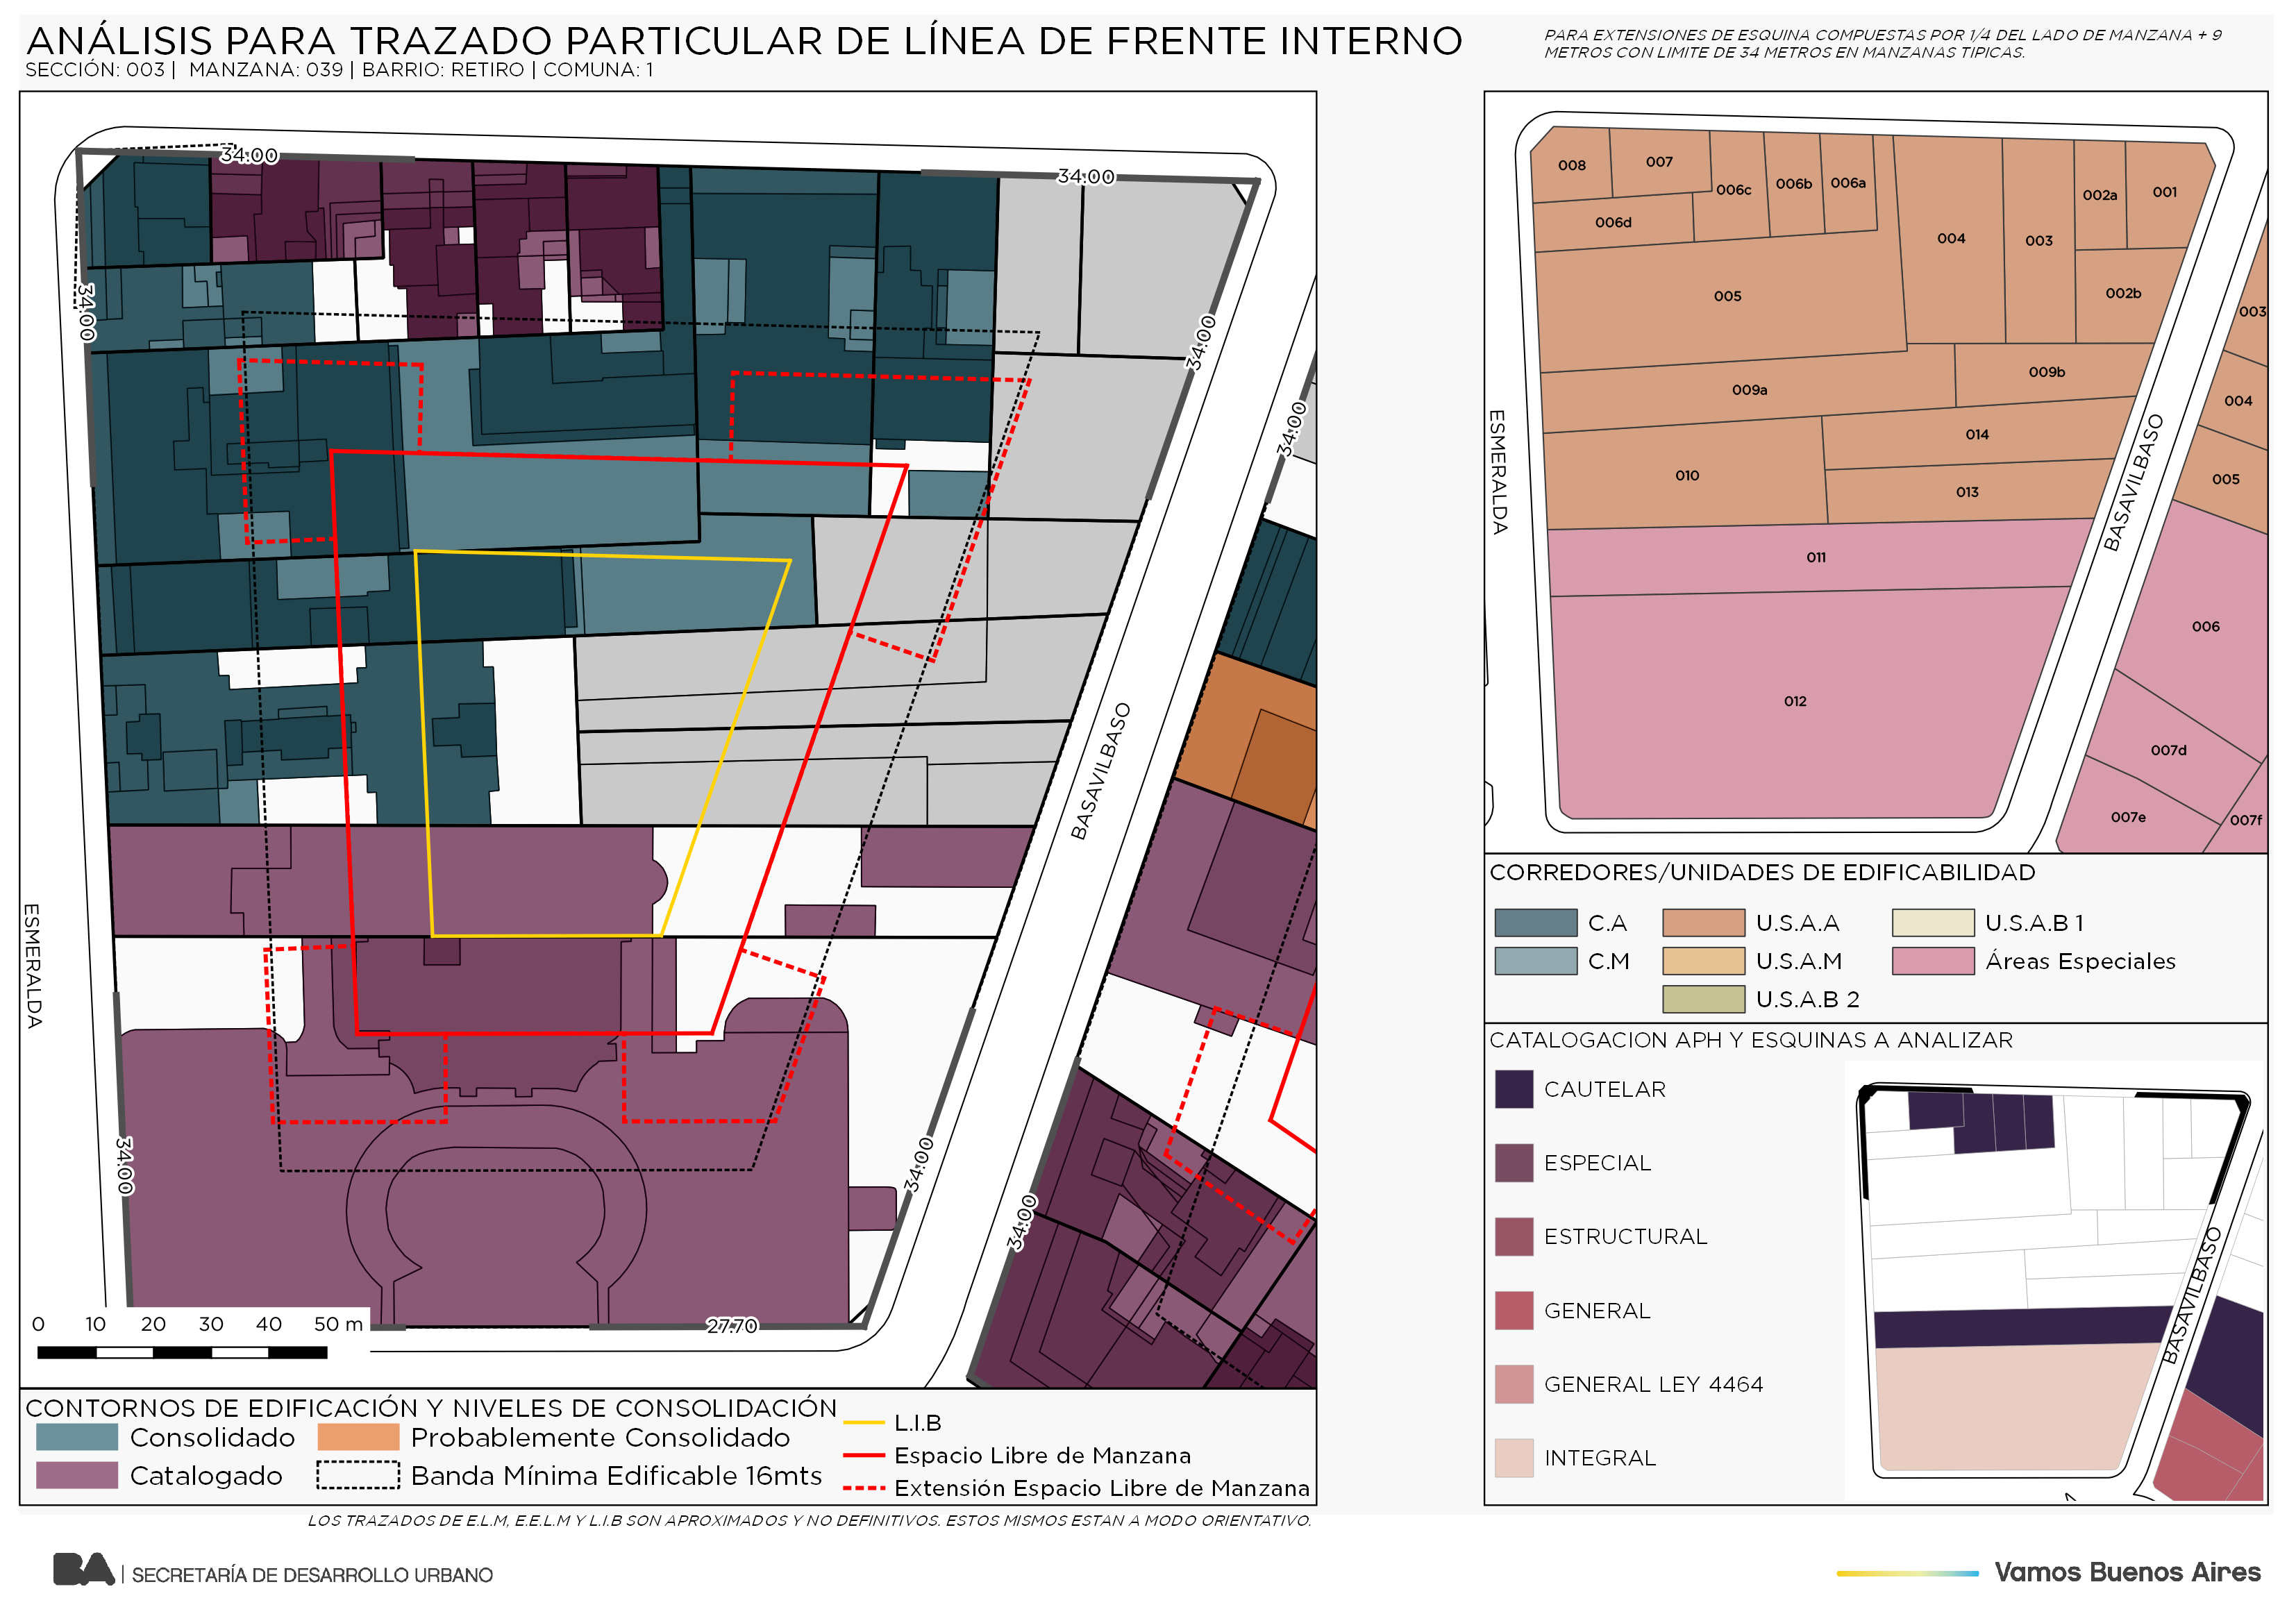 ANÁLISIS PARA TRAZADO PARTICULAR DE LÍNEA DE FRENTE INTERNO
SECCIÓN: 003 | MANZANA: 039 | BARRIO: RETIRO | COMUNA: 1
PARA EXTENSIONES DE ESQUINA COMPUESTAS POR 1/4 DEL LADO DE MANZANA + 9
METROS CON LIMITE DE 34 METROS EN MANZANAS TIPICAS.
34:00
34:00
34:00
34:00
34:00
BASAVILBASO
ESMERALDA
34:00
34:00
34:00
27.70
0 10 20 30 40 50 m
CONTORNOS DE EDIFICACIÓN Y NIVELES DE CONSOLIDACIÓN
Consolidado
Probablemente Consolidado
Catalogado
Banda Mínima Edificable 16mts
L.I.B
Espacio Libre de Manzana
Extensión Espacio Libre de Manzana
LOS TRAZADOS DE E.L.M, E.E.L.M Y L.I.B SON APROXIMADOS Y NO DEFINITIVOS. ESTOS MISMOS ESTAN A MODO ORIENTATIVO.
008
007
006c
006b
006a
002a
001
006d
004
003
005
002b
003
009b
009a
004
014
010
013
005
ESMERALDA
BASAVILBASO
011
006
012
007d
007e
007f
CORREDORES/UNIDADES DE EDIFICABILIDAD
C.A
U.S.A.A
U.S.A.B 1
C.M
U.S.A.M
Áreas Especiales
U.S.A.B 2
CATALOGACION APH Y ESQUINAS A ANALIZAR
CAUTELAR
ESPECIAL
ESTRUCTURAL
GENERAL
GENERAL LEY 4464
INTEGRAL
BASAVILBASO
BA | SECRETARÍA DE DESARROLLO URBANO
Vamos Buenos Aires